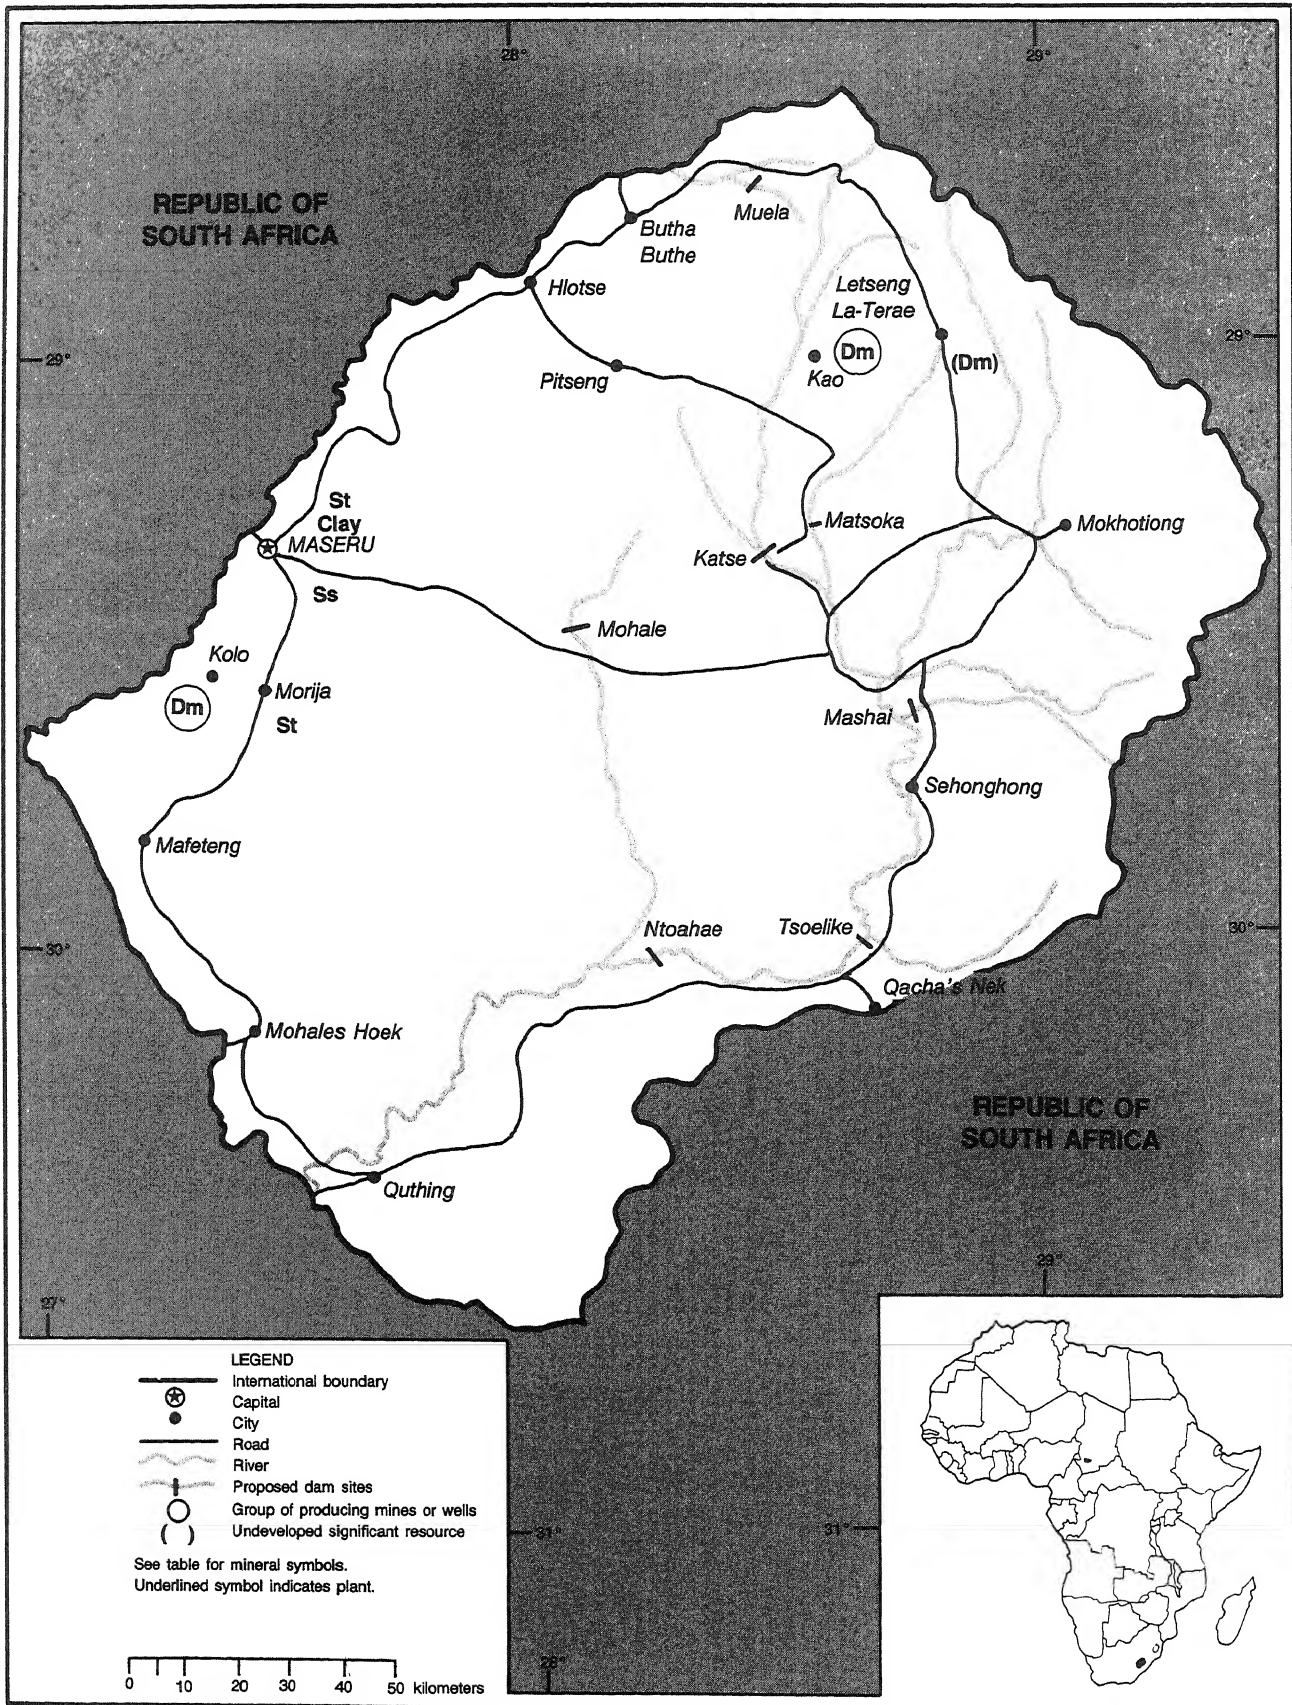 28°
29°
REPUBLIC OF
SOUTH AFRICA
Muela
Butha
Buthe
Hlotse
Letseng
La-Terae
29°
29°
Dm
(Dm)
Kao
Pitseng
St
Clay
MASERU
Matsoka
Mokhotiong
Katse
Ss
Mohale
Kolo
Morija
Dm
St
Mashai
Sehonghong
Mafeteng
Ntoahae
Tsoelike
30°
30°
Qacha's Nek
Mohales Hoek
REPUBLIC OF
SOUTH AFRICA
Quthing
29°
27°
LEGEND
International boundary
Capital
City
Road
River
Proposed dam sites
Group of producing mines or wells
( ) Undeveloped significant resource
31°
31°
See table for mineral symbols.
Underlined symbol indicates plant.
28°
0 10 20 30 40 50 kilometers